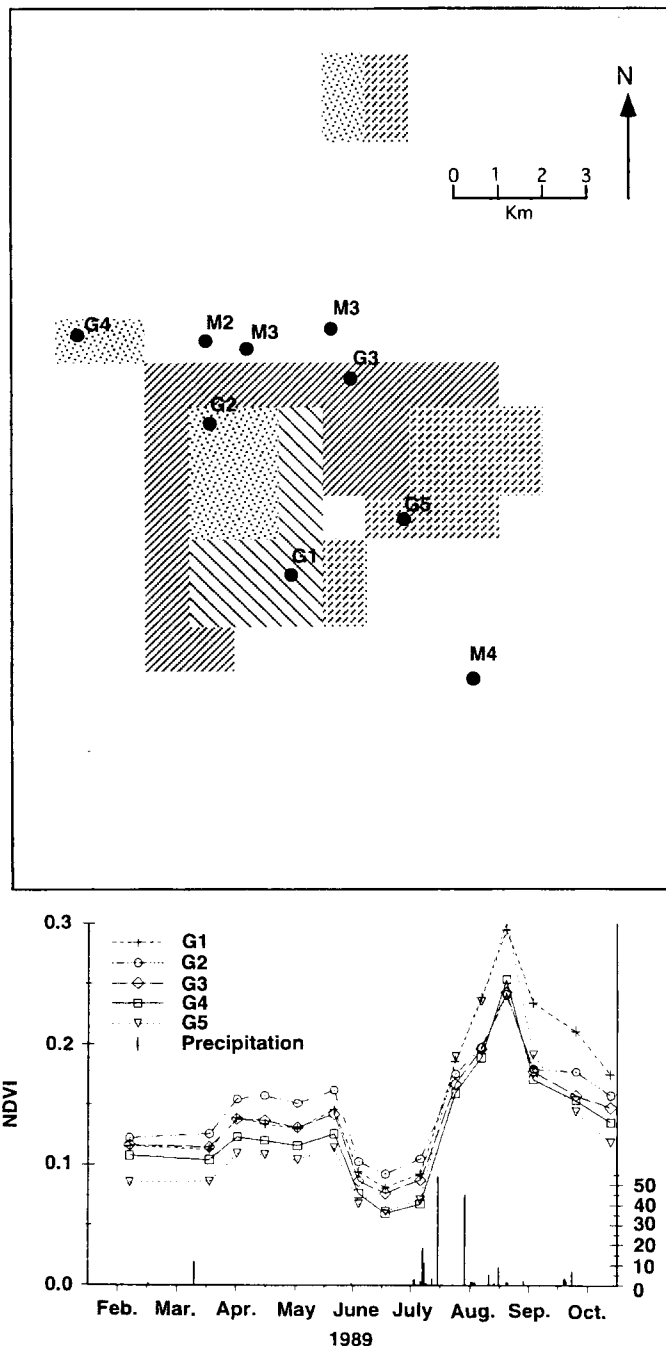 N
0 1 2 3
Km
M3
G4 M2 M3
G3
G2
G5
G1
M4
0.3
G1
G2
G3
G4
G5
Precipitation
0.2
NDVI
0.1
50
40
30
20
10
0.0 0
Feb. Mar. Apr. May June July Aug. Sep. Oct.
1989